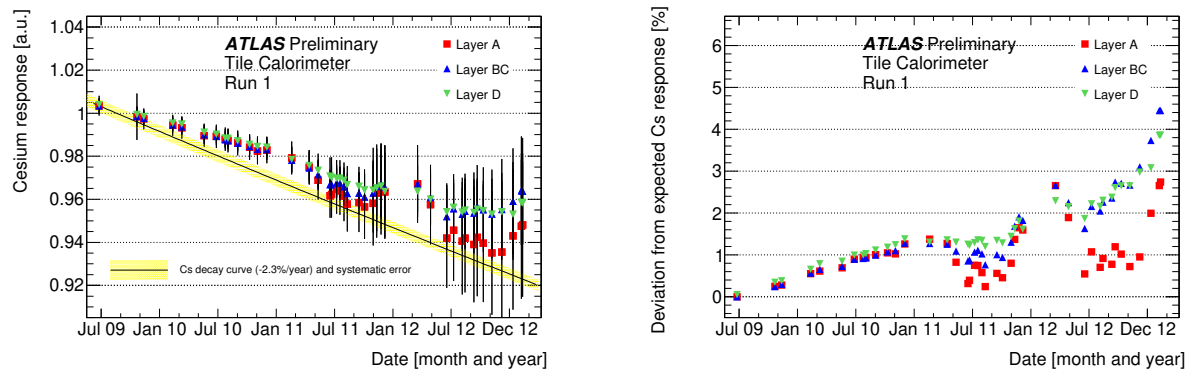 Cesium response [a.u.]
1.04
1.02
1
0.98
0.96
0.94
0.92
ATLAS Preliminary
Tile Calorimeter
Run 1
Layer A
Layer BC
Layer D
Cs decay curve (-2.3%/year) and systematic error
Jul 09 Jan 10 Jul 10 Jan 11 Jul 11 Jan 12 Jul 12 Dec 12
Date [month and year]
Deviation from expected Cs response [%]
6
5
4
3
2
1
0
ATLAS Preliminary
Tile Calorimeter
Run 1
Layer A
Layer BC
Layer D
Jul 09 Jan 10 Jul 10 Jan 11 Jul 11 Jan 12 Jul 12 Dec 12
Date [month and year]